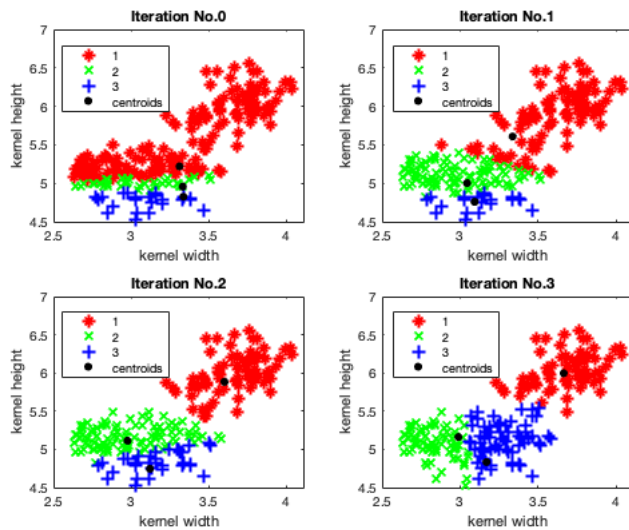 Iteration No.0
7
6.5
6
5.5
5
4.5
kernel height
1
2
3
centroids
2.5 3 3.5 4
kernel width
Iteration No.1
7
6.5
6
5.5
5
4.5
kernel height
1
2
3
centroids
2.5 3 3.5 4
kernel width
Iteration No.2
7
6.5
6
5.5
5
4.5
kernel height
1
2
3
centroids
2.5 3 3.5 4
kernel width
Iteration No.3
7
6.5
6
5.5
5
4.5
kernel height
1
2
3
centroids
2.5 3 3.5 4
kernel width